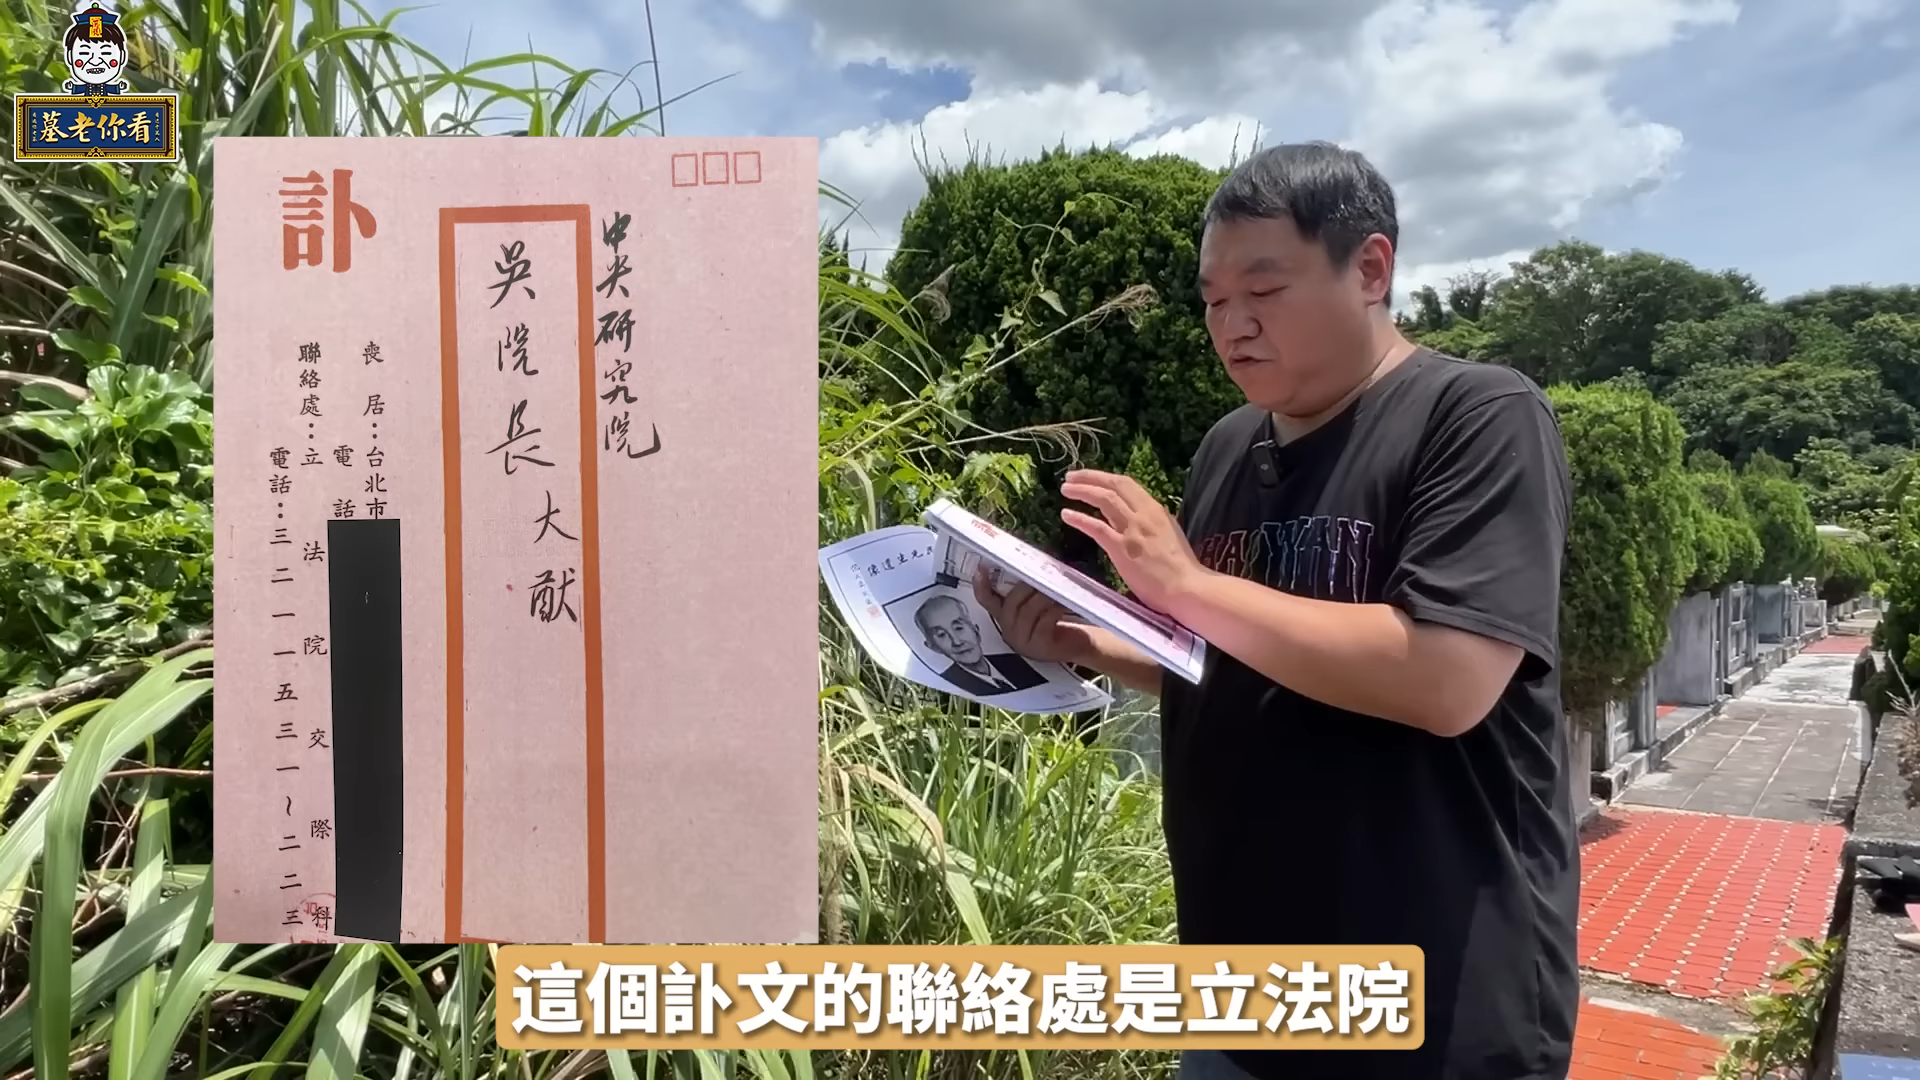 墓老你看
訃
中央研究院
吳院長大猷
喪居：台北市
電話
聯絡處：立法院交際科
電話：三二一一五三一～二二三
HAWAN
這個訃文的聯絡處是立法院